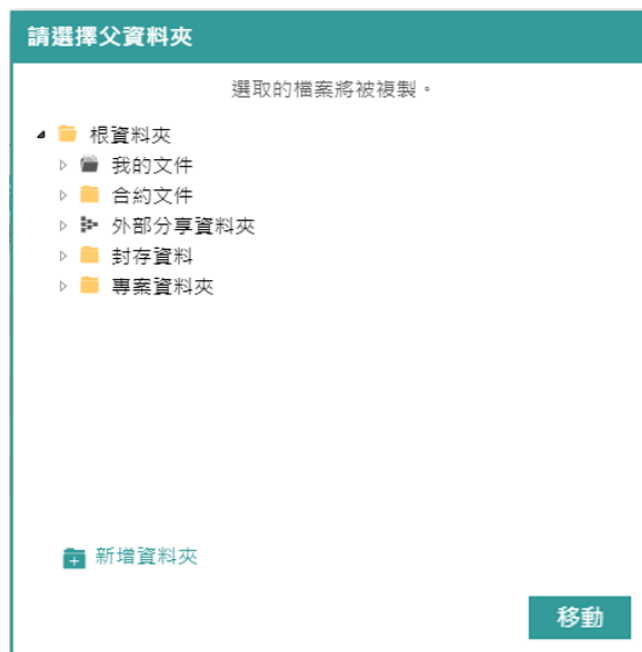 請選擇父資料夾
選取的檔案將被複製。
根資料夾
我的文件
合約文件
外部分享資料夾
封存資料
專案資料夾
新增資料夾
移動